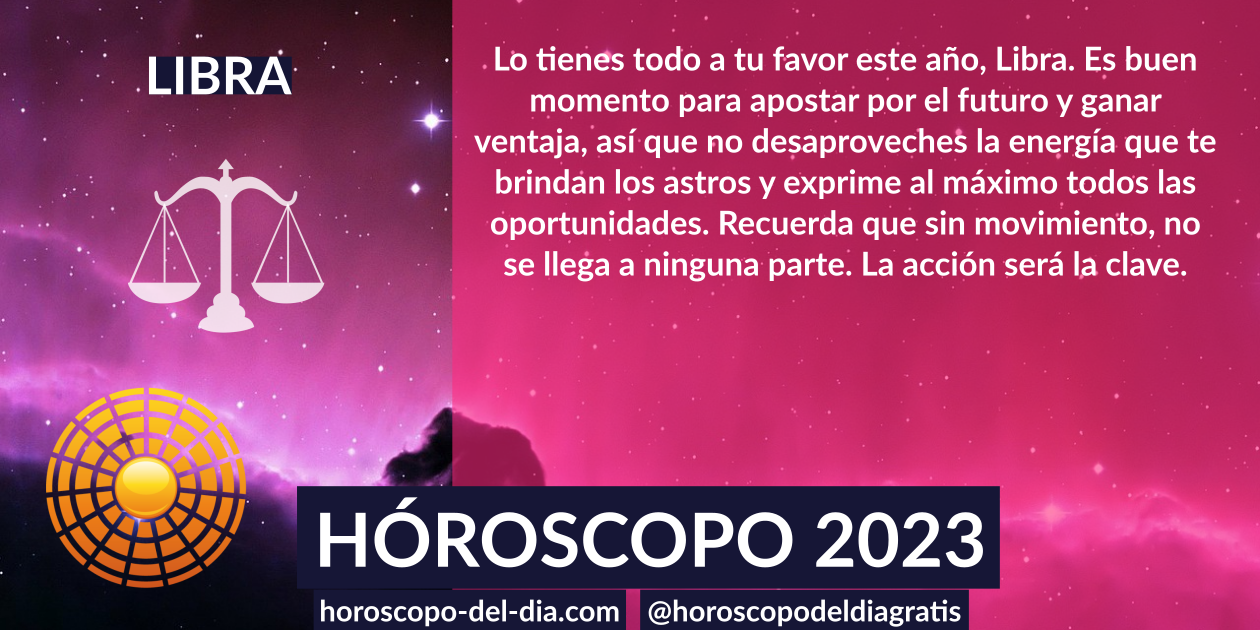 LIBRA
Lo tienes todo a tu favor este año, Libra. Es buen
momento para apostar por el futuro y ganar
ventaja, así que no desaproveches la energía que te
brindan los astros y exprime al máximo todos las
oportunidades. Recuerda que sin movimiento, no
se llega a ninguna parte. La acción será la clave.
HÓROSCOPO 2023
horoscopo-del-dia.com @horoscopodeldiagratis